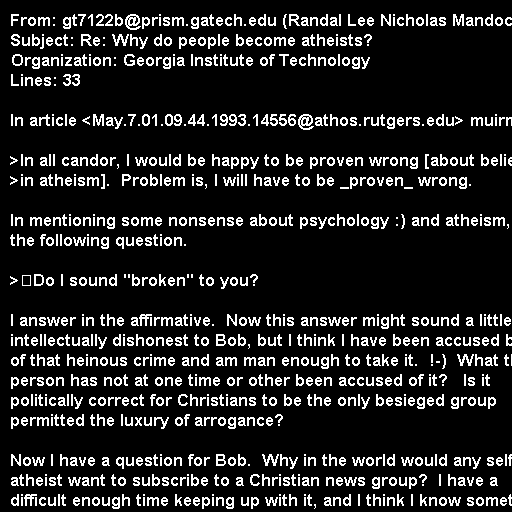 From: gt7122b@prism.gatech.edu (Randal Lee Nicholas Mandoc
Subject: Re: Why do people become atheists?
Organization: Georgia Institute of Technology
Lines: 33

In article <May.7.01.09.44.1993.14556@athos.rutgers.edu> muirm

>In all candor, I would be happy to be proven wrong [about belie
>in atheism].  Problem is, I will have to be _proven_ wrong.

In mentioning some nonsense about psychology :) and atheism,
the following question.

> Do I sound "broken" to you?

I answer in the affirmative.  Now this answer might sound a little
intellectually dishonest to Bob, but I think I have been accused b
of that heinous crime and am man enough to take it.  !-)  What th
person has not at one time or other been accused of it?   Is it
politically correct for Christians to be the only besieged group
permitted the luxury of arrogance?

Now I have a question for Bob.  Why in the world would any self
atheist want to subscribe to a Christian news group?  I have a
difficult enough time keeping up with it, and I think I know somet